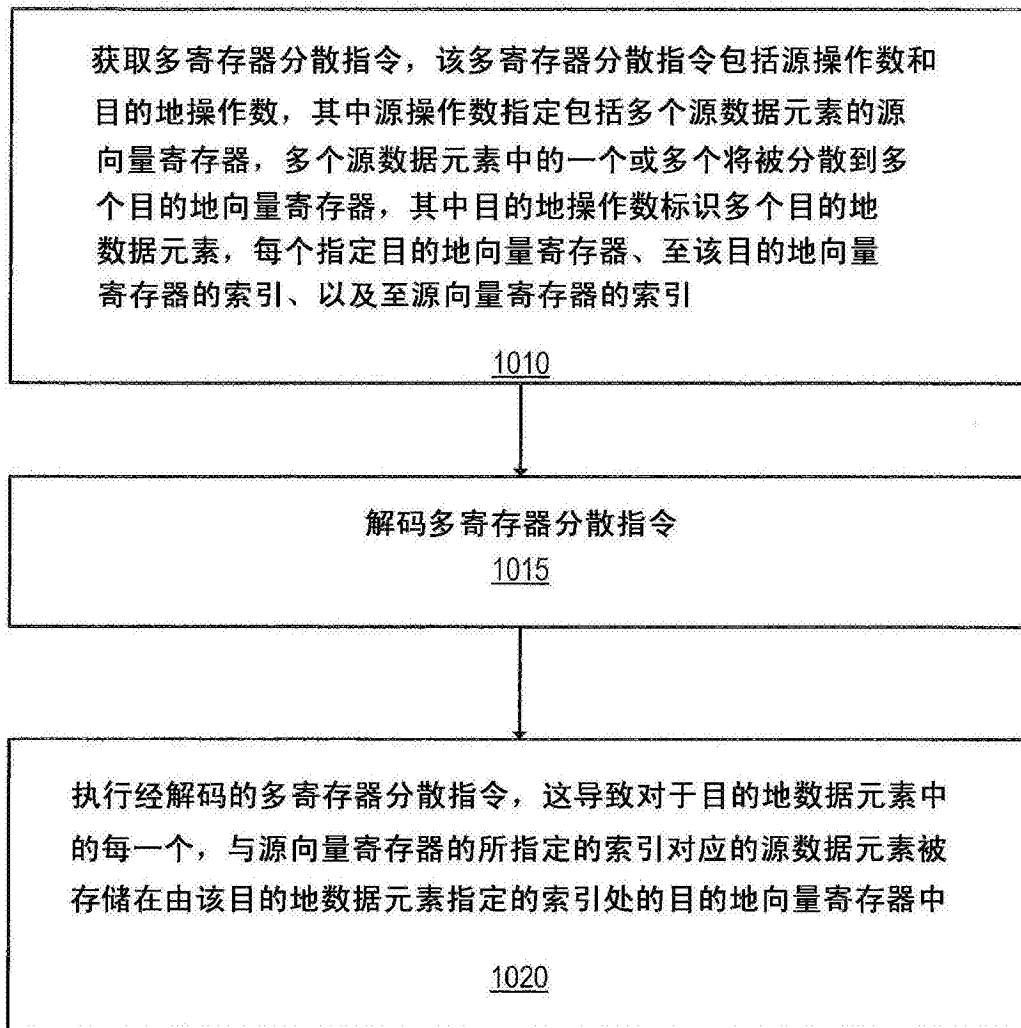 获取多寄存器分散指令，该多寄存器分散指令包括源操作数和
目的地操作数，其中源操作数指定包括多个源数据元素的源
向量寄存器，多个源数据元素中的一个或多个将被分散到多
个目的地向量寄存器，其中目的地操作数标识多个目的地
数据元素，每个指定目的地向量寄存器、至该目的地向量
寄存器的索引、以及至源向量寄存器的索引
1010
解码多寄存器分散指令
1015
执行经解码的多寄存器分散指令，这导致对于目的地数据元素中
的每一个，与源向量寄存器的所指定的索引对应的源数据元素被
存储在由该目的地数据元素指定的索引处的目的地向量寄存器中
1020